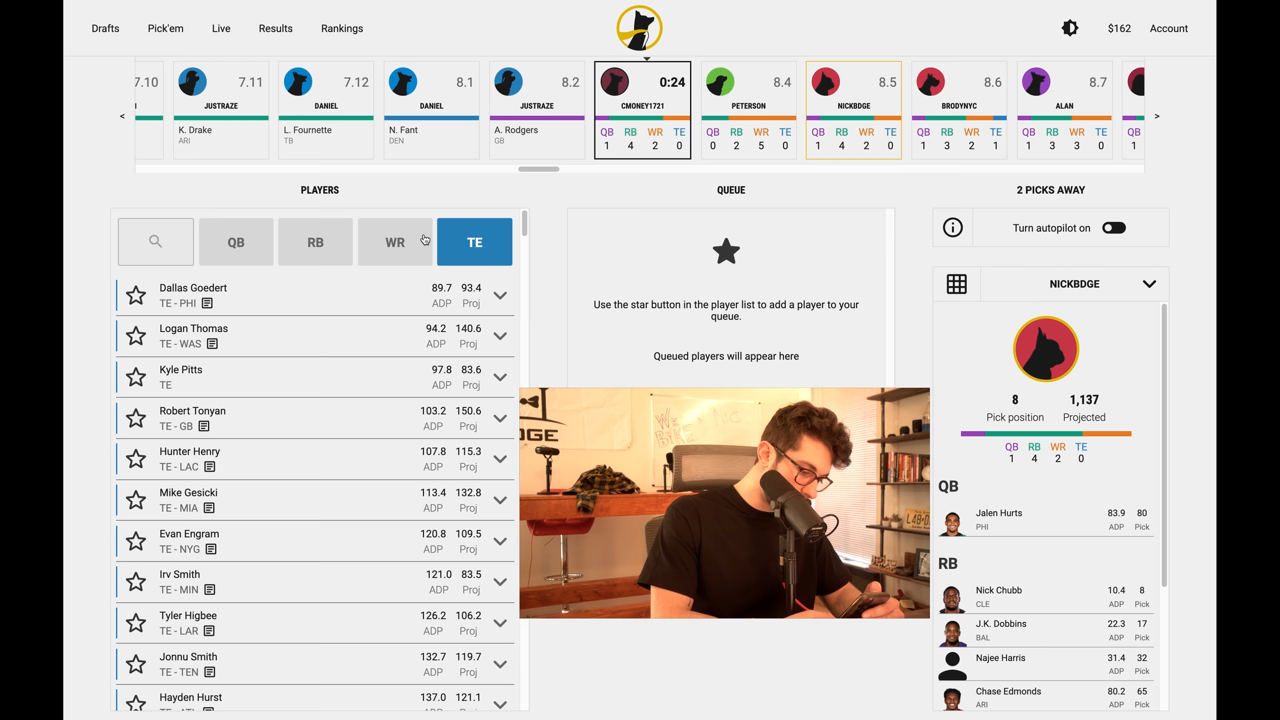 Drafts Pick'em Live Results Rankings
$162 Account
7.10
7.11
JUSTRAZE
K. Drake
ARI
7.12
DANIEL
L. Fournette
TB
8.1
DANIEL
N. Fant
DEN
8.2
JUSTRAZE
A. Rodgers
GB
0:24
CMONEY1721
QB RB WR TE
1 4 2 0
8.4
PETERSON
QB RB WR TE
0 2 5 0
8.5
NICKBDGE
QB RB WR TE
1 4 2 0
8.6
BRODYNYC
QB RB WR TE
1 3 2 1
8.7
ALAN
QB RB WR TE
1 3 3 0
QB
1
< >
PLAYERS
QUEUE
2 PICKS AWAY
QB RB WR TE
Dallas Goedert 89.7 93.4
TE - PHI ADP Proj
Logan Thomas 94.2 140.6
TE - WAS ADP Proj
Kyle Pitts 97.8 83.6
TE ADP Proj
Robert Tonyan 103.2 150.6
TE - GB ADP Proj
Hunter Henry 107.8 115.3
TE - LAC ADP Proj
Mike Gesicki 113.4 132.8
TE - MIA ADP Proj
Evan Engram 120.8 109.5
TE - NYG ADP Proj
Irv Smith 121.0 83.5
TE - MIN ADP Proj
Tyler Higbee 126.2 106.2
TE - LAR ADP Proj
Jonnu Smith 132.7 119.7
TE - TEN ADP Proj
Hayden Hurst 137.0 121.1
Use the star button in the player list to add a player to your
queue.
Queued players will appear here
Turn autopilot on
NICKBDGE
8 1,137
Pick position Projected
QB RB WR TE
1 4 2 0
QB
Jalen Hurts 83.9 80
PHI ADP Pick
RB
Nick Chubb 10.4 8
CLE ADP Pick
J.K. Dobbins 22.3 17
BAL ADP Pick
Najee Harris 31.4 32
ADP Pick
Chase Edmonds 80.2 65
ARI ADP Pick